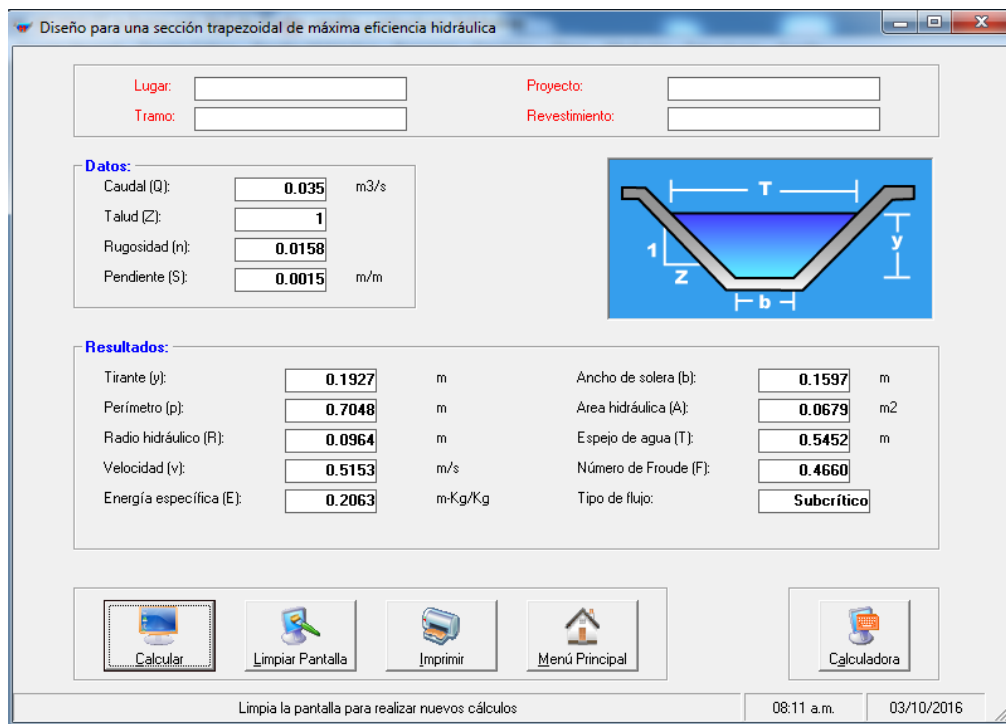 Diseño para una sección trapezoidal de máxima eficiencia hidráulica
Lugar: Proyecto:
Tramo: Revestimiento:
Datos:
Caudal (Q): 0.035 m3/s
Talud (Z): 1
Rugosidad (n): 0.0158
Pendiente (S): 0.0015 m/m
T
1
Z
y
b
Resultados:
Tirante (y): 0.1927 m Ancho de solera (b): 0.1597 m
Perímetro (p): 0.7048 m Area hidráulica (A): 0.0679 m2
Radio hidráulico (R): 0.0964 m Espejo de agua (T): 0.5452 m
Velocidad (v): 0.5153 m/s Número de Froude (F): 0.4660
Energía específica (E): 0.2063 m-Kg/Kg Tipo de flujo: Subcrítico
Calcular Limpiar Pantalla Imprimir Menú Principal Calculadora
Limpia la pantalla para realizar nuevos cálculos 08:11 a.m. 03/10/2016